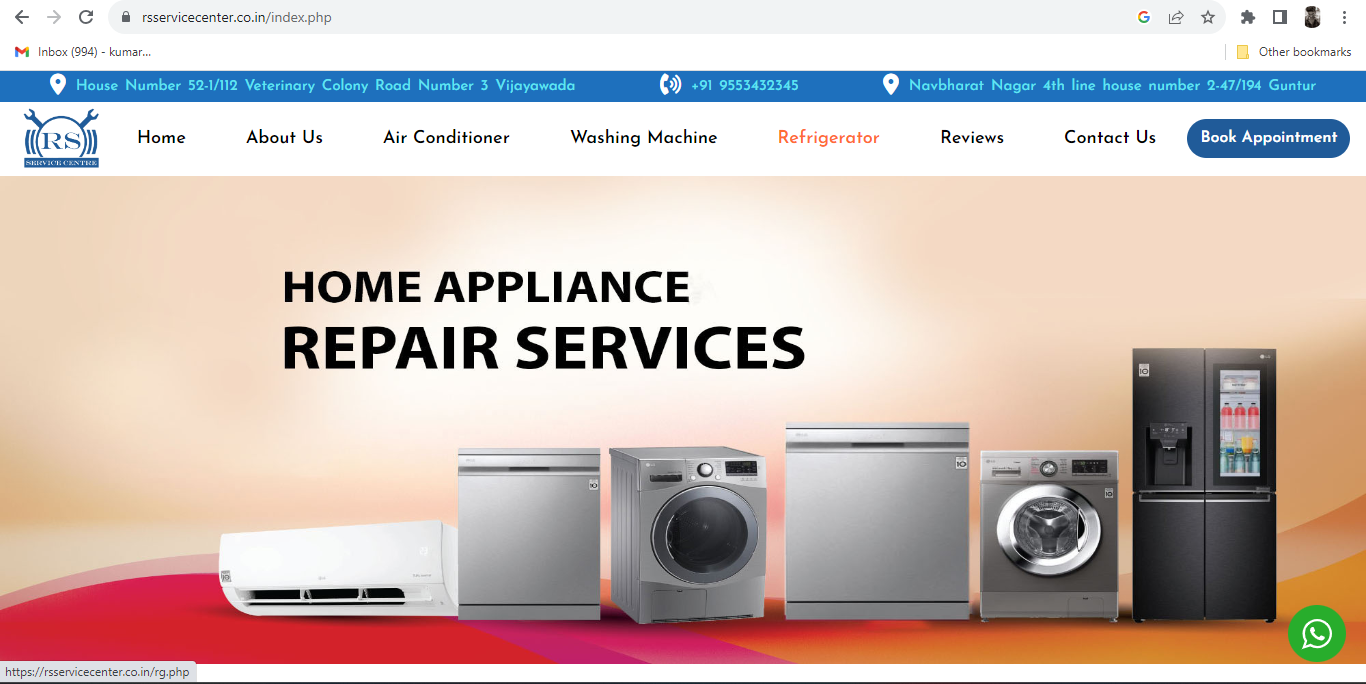 rsservicecenter.co.in/index.php
Inbox (994) - kumar...
Other bookmarks
House Number 52-1/112 Veterinary Colony Road Number 3 Vijayawada
+91 9553432345
Navbharat Nagar 4th line house number 2-47/194 Guntur
RS
SERVICE CENTRE
Home
About Us
Air Conditioner
Washing Machine
Refrigerator
Reviews
Contact Us
Book Appointment
HOME APPLIANCE
REPAIR SERVICES
https://rsservicecenter.co.in/rg.php